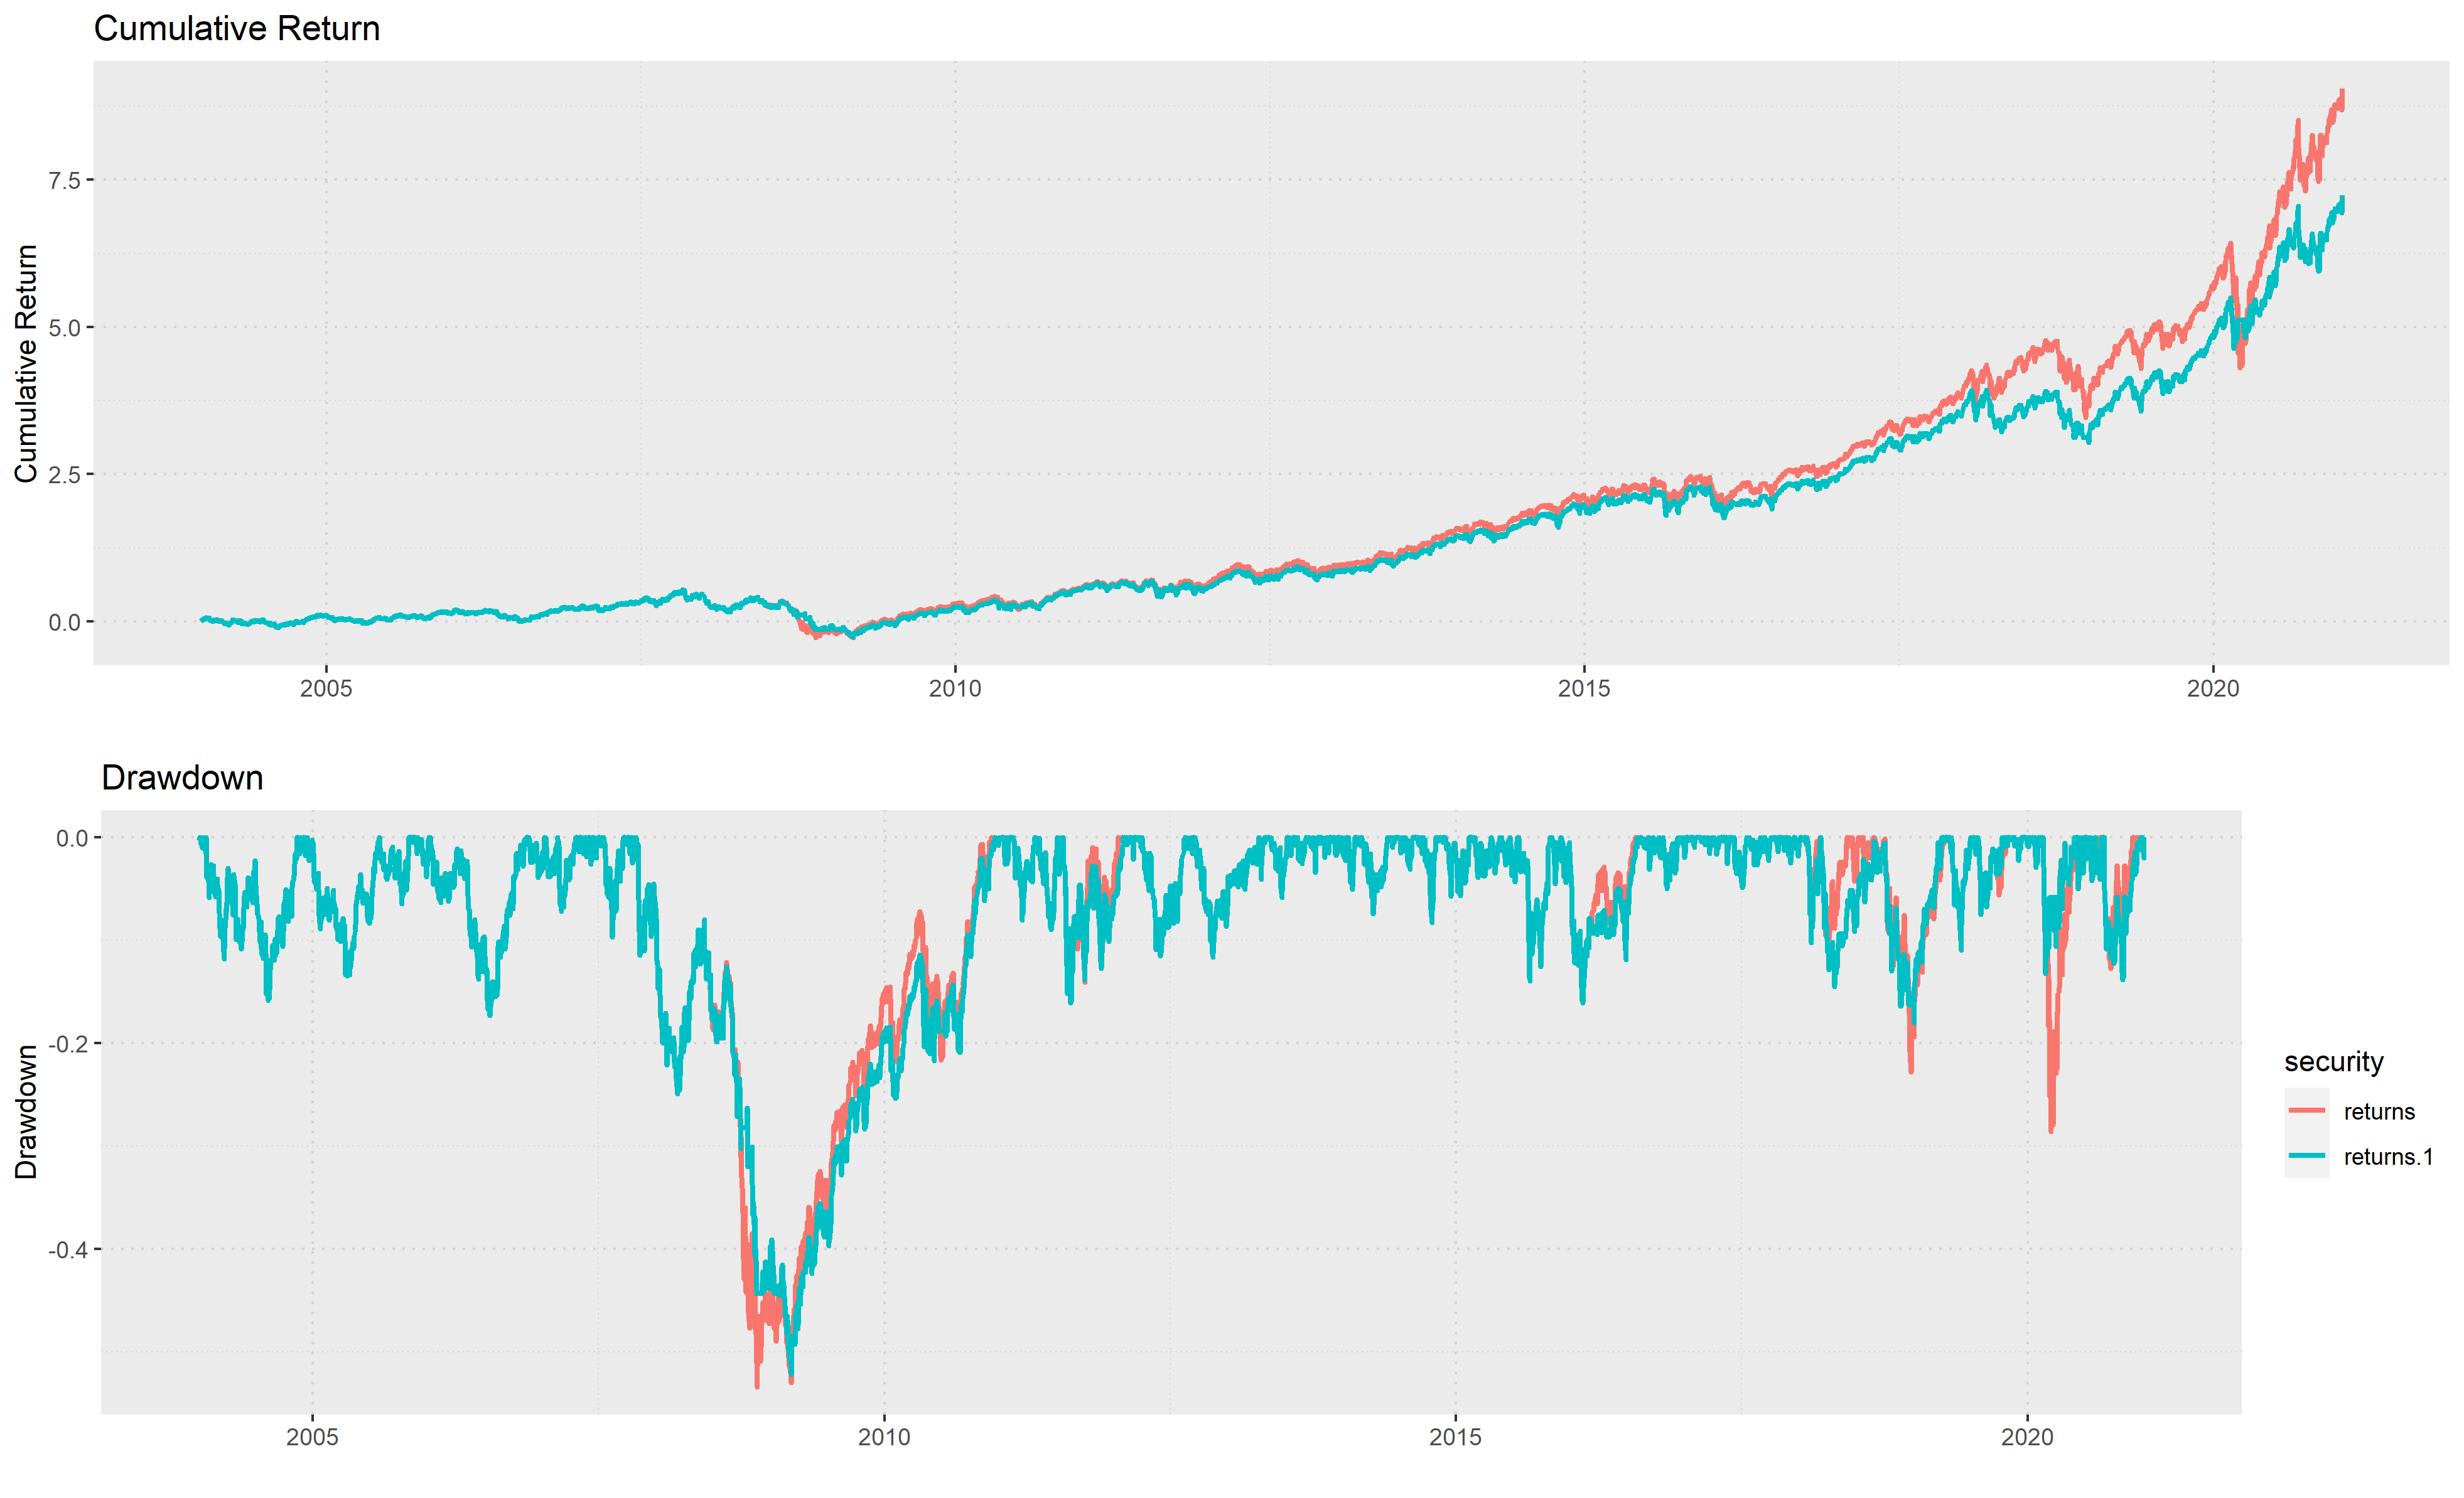 Cumulative Return
Cumulative Return
7.5
5.0
2.5
0.0
2005 2010 2015 2020
Drawdown
Drawdown
0.0
-0.2
-0.4
2005 2010 2015 2020
security
returns
returns.1